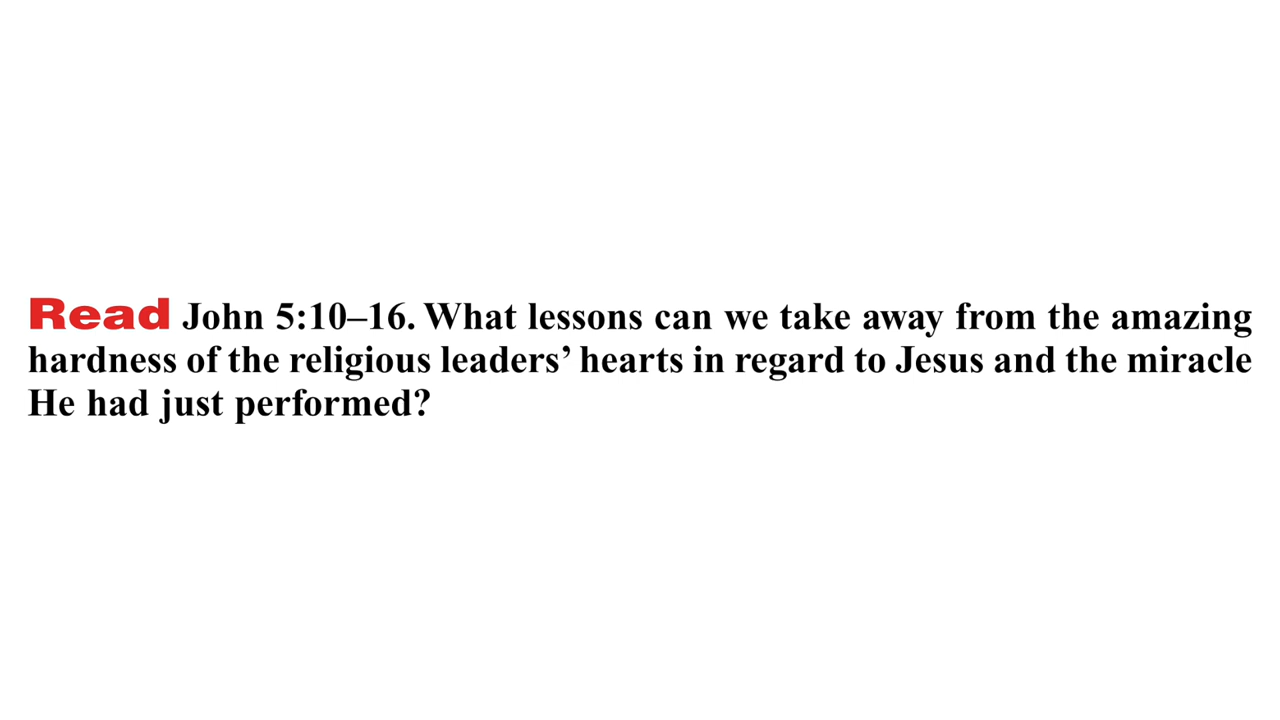 Read John 5:10–16. What lessons can we take away from the amazing
hardness of the religious leaders’ hearts in regard to Jesus and the miracle
He had just performed?